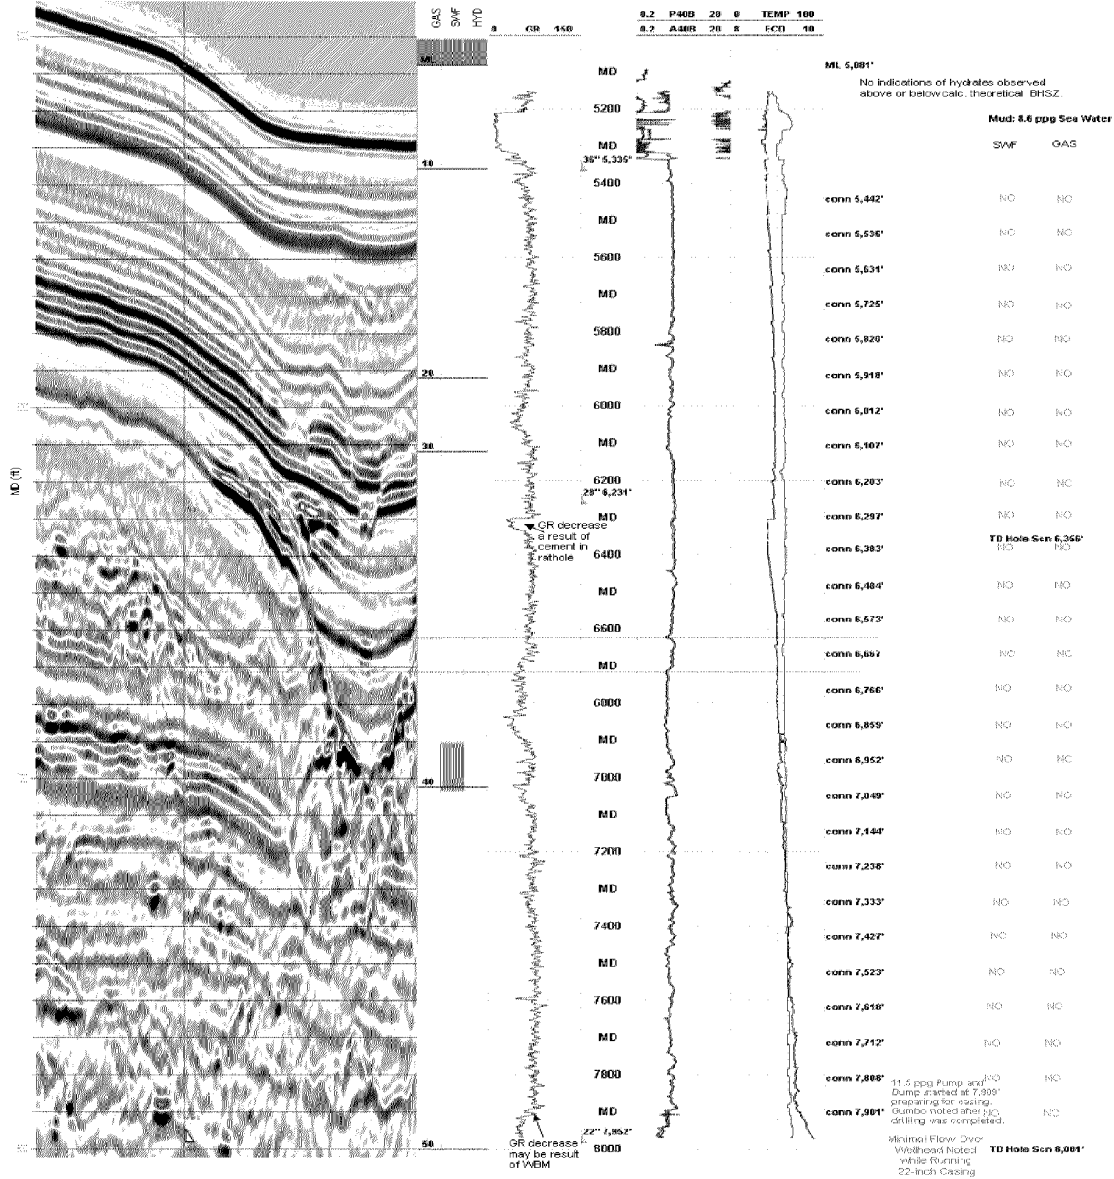 GAS SWF HYD
0 GR 150
0.2 P40B 20 0 TEMP 100
0.2 A40B 20 8 ECD 10
ML
ML 5,081'
No indications of hydrates observed
above or below calc. theoretical BHSZ.
Mud: 8.6 ppg Sea Water
SWF GAS
MD
5200
MD
36" 5,335'
10
5400
conn 5,442' NO NO
MD
conn 5,536' NO NO
5600
conn 5,631' NO NO
MD
conn 5,725' NO NO
5800
conn 5,820' NO NO
MD
conn 5,918' NO NO
20
6000
conn 6,012' NO NO
MD
conn 6,107' NO NO
30
6200
conn 6,203' NO NO
28" 6,231'
MD (ft)
MD
conn 6,297' NO NO
GR decrease
a result of
cement in
rathole
TD Hole Scn 6,356'
6400
conn 6,383' NO NO
MD
conn 6,484' NO NO
6600
conn 6,573' NO NO
MD
conn 6,667 NO NO
conn 6,766' NO NO
6800
conn 6,859' NO NO
MD
conn 6,952' NO NO
40
7000
conn 7,049' NO NO
MD
conn 7,144' NO NO
7200
conn 7,238' NO NO
MD
conn 7,333' NO NO
7400
conn 7,427' NO NO
MD
conn 7,523' NO NO
7600
conn 7,618' NO NO
MD
conn 7,712' NO NO
7800
conn 7,808' NO NO
11.5 ppg Pump and
Dump started at 7,909'
preparing for casing.
Gumbo noted after
drilling was completed.
MD
conn 7,901' NO NO
22" 7,952'
GR decrease
may be result
of WBM
50
8000
Minimal Flow Over
Wellhead Noted
while Running
22-inch Casing
TD Hole Scn 8,001'